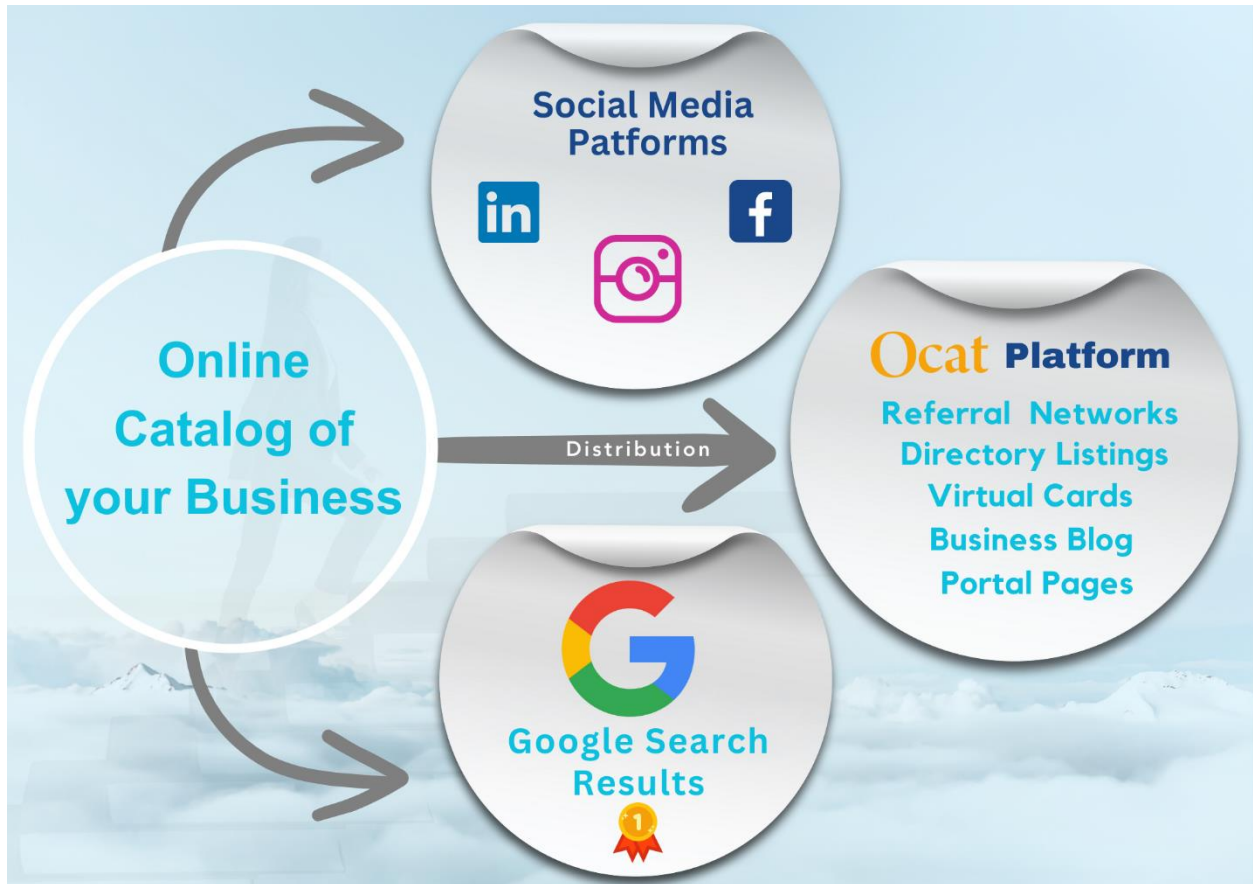 Social Media
Patforms
in
f
Online
Catalog of
your Business
Distribution
Ocat Platform
Referral Networks
Directory Listings
Virtual Cards
Business Blog
Portal Pages
G
Google Search
Results
1